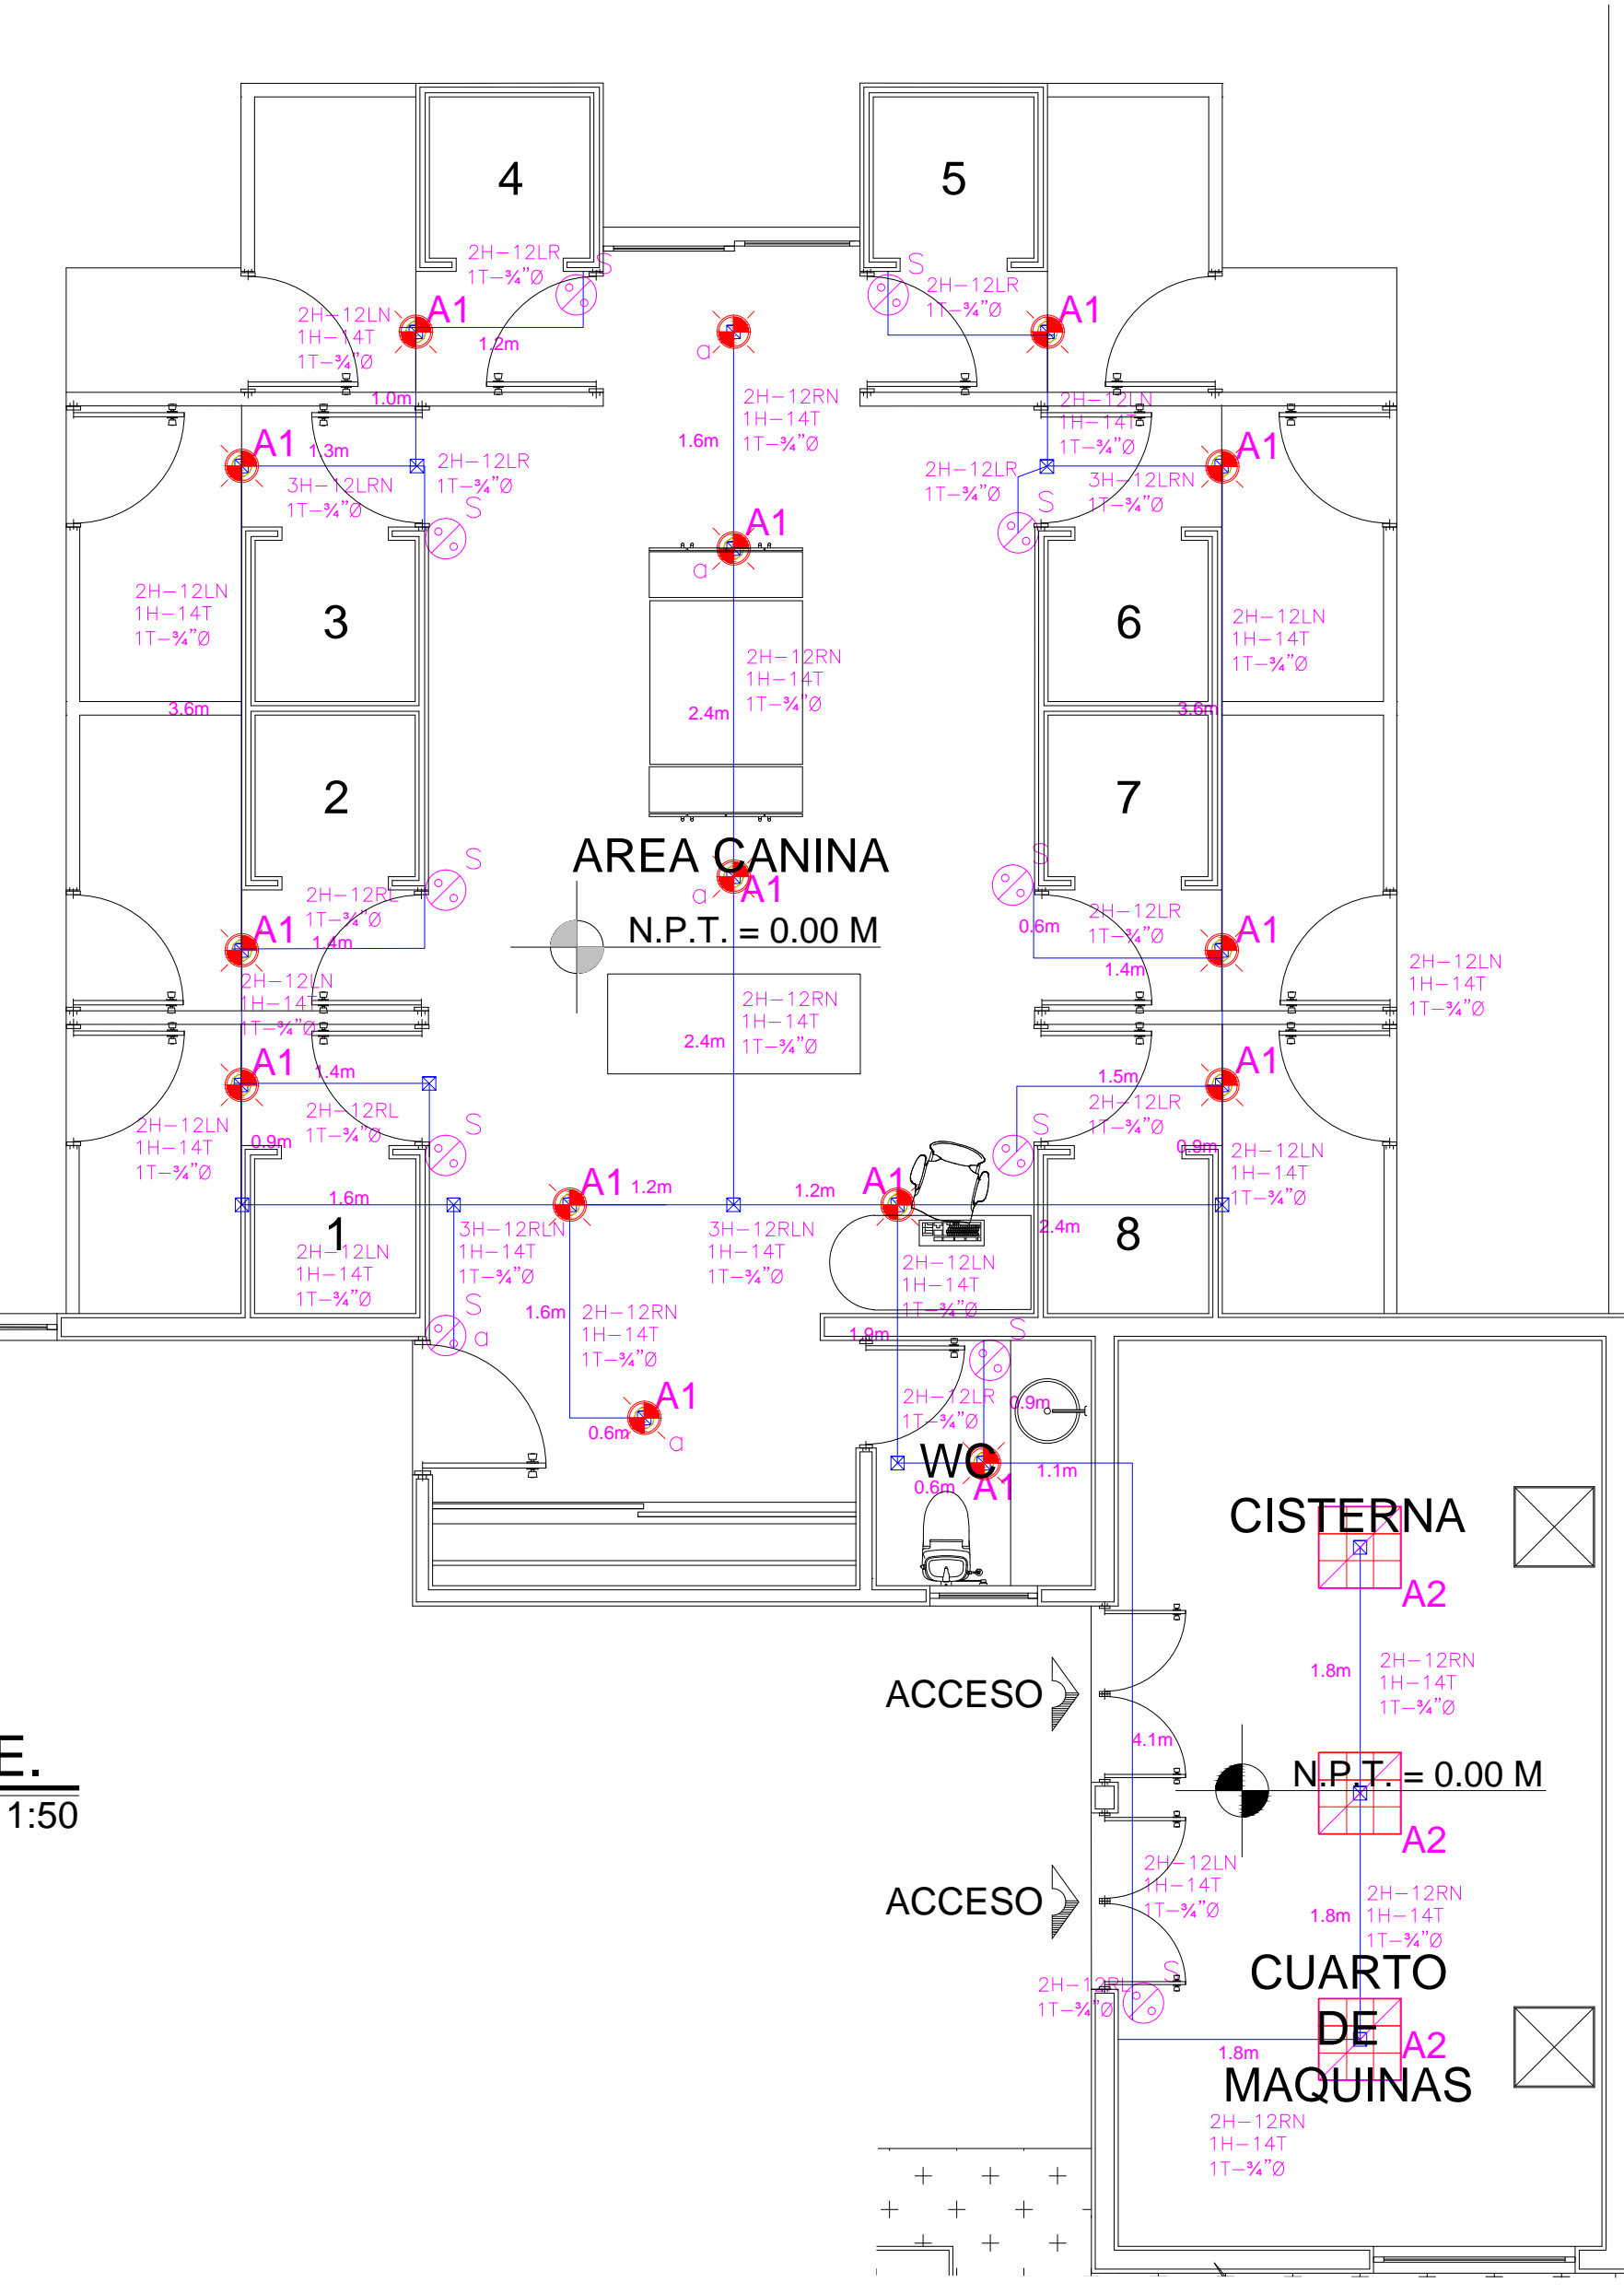 4
5
2H-12LR
1T-¾"Ø
S
S
2H-12LR
1T-¾"Ø
2H-12LN
1H-14T
1T-¾"Ø
A1
1.2m
a
A1
1.0m
2H-12RN
1H-14T
1T-¾"Ø
1.6m
2H-12LN
1H-14T
1T-¾"Ø
A1
1.3m
3H-12LRN
1T-¾"Ø
2H-12LR
1T-¾"Ø
S
2H-12LR
1T-¾"Ø
S
3H-12LRN
1T-¾"Ø
A1
A1
a
2H-12LN
1H-14T
1T-¾"Ø
3
6
2H-12LN
1H-14T
1T-¾"Ø
2H-12RN
1H-14T
1T-¾"Ø
2.4m
3.6m
3.6m
2
7
AREA CANINA
S
S
a
A1
2H-12RL
1T-¾"Ø
A1
1.4m
N.P.T. = 0.00 M
0.6m
2H-12LR
1T-¾"Ø
A1
1.4m
2H-12LN
1H-14T
1T-¾"Ø
2H-12RN
1H-14T
1T-¾"Ø
2.4m
2H-12LN
1H-14T
1T-¾"Ø
A1
1.4m
2H-12RL
1T-¾"Ø
S
1.5m
A1
2H-12LR
1T-¾"Ø
S
2H-12LN
1H-14T
1T-¾"Ø
0.9m
0.9m
2H-12LN
1H-14T
1T-¾"Ø
1.6m
A1
1.2m
1.2m
A1
2.4m
1
8
2H-12LN
1H-14T
1T-¾"Ø
3H-12RLN
1H-14T
1T-¾"Ø
3H-12RLN
1H-14T
1T-¾"Ø
2H-12LN
1H-14T
1T-¾"Ø
S
a
1.6m
2H-12RN
1H-14T
1T-¾"Ø
1.9m
S
A1
0.6m
a
2H-12LR
1T-¾"Ø
0.9m
WC
0.6m
A1
1.1m
CISTERNA
A2
ACCESO
1.8m
2H-12RN
1H-14T
1T-¾"Ø
4.1m
E.
1:50
N.P.T. = 0.00 M
A2
ACCESO
2H-12LN
1H-14T
1T-¾"Ø
1.8m
2H-12RN
1H-14T
1T-¾"Ø
S
2H-12RL
1T-¾"Ø
CUARTO
DE
MAQUINAS
A2
1.8m
2H-12RN
1H-14T
1T-¾"Ø